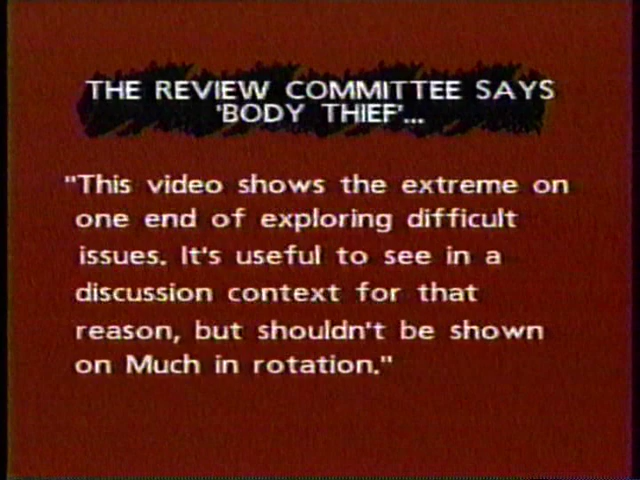 THE REVIEW COMMITTEE SAYS
'BODY THIEF'...
"This video shows the extreme on
one end of exploring difficult
issues. It's useful to see in a
discussion context for that
reason, but shouldn't be shown
on Much in rotation."